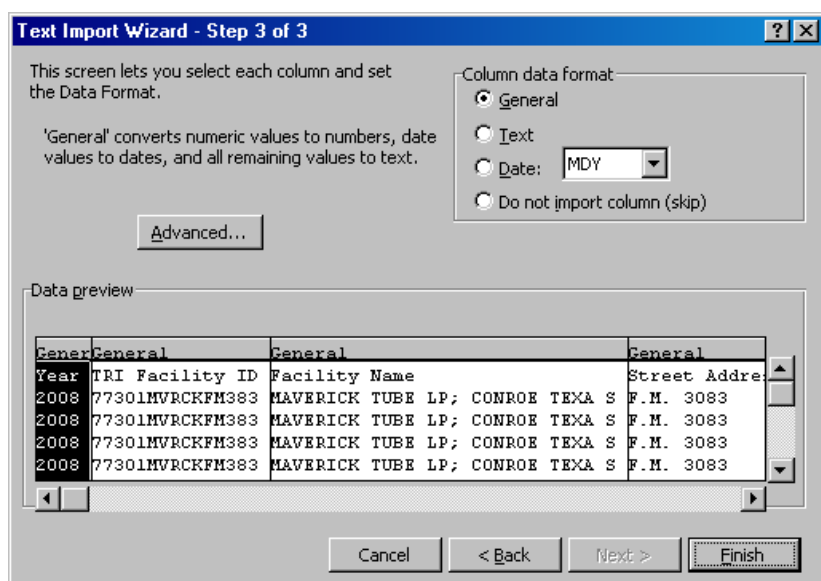 Text Import Wizard - Step 3 of 3
This screen lets you select each column and set
the Data Format.
'General' converts numeric values to numbers, date
values to dates, and all remaining values to text.
Advanced...
Column data format
General
Text
Date: MDY
Do not import column (skip)
Data preview
Gener General General General
Year TRI Facility ID Facility Name Street Addre
2008 77301MVRCKFM383 MAVERICK TUBE LP; CONROE TEXA S F.M. 3083
2008 77301MVRCKFM383 MAVERICK TUBE LP; CONROE TEXA S F.M. 3083
2008 77301MVRCKFM383 MAVERICK TUBE LP; CONROE TEXA S F.M. 3083
2008 77301MVRCKFM383 MAVERICK TUBE LP; CONROE TEXA S F.M. 3083
Cancel < Back Next > Finish